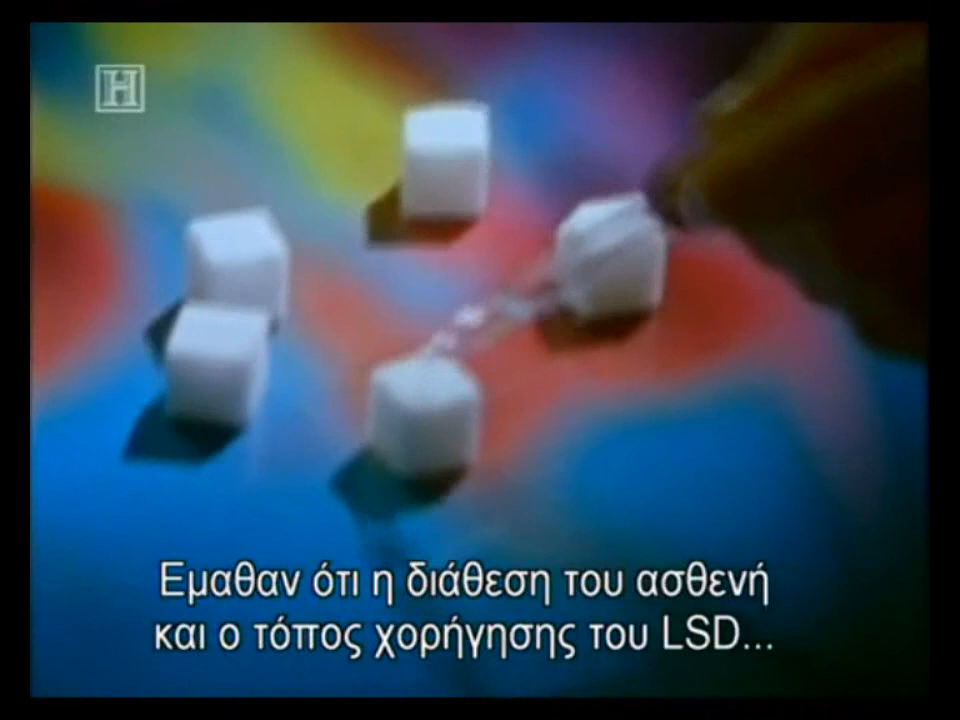 H
Εμαθαν ότι η διάθεση του ασθενή
και ο τόπος χορήγησης του LSD...